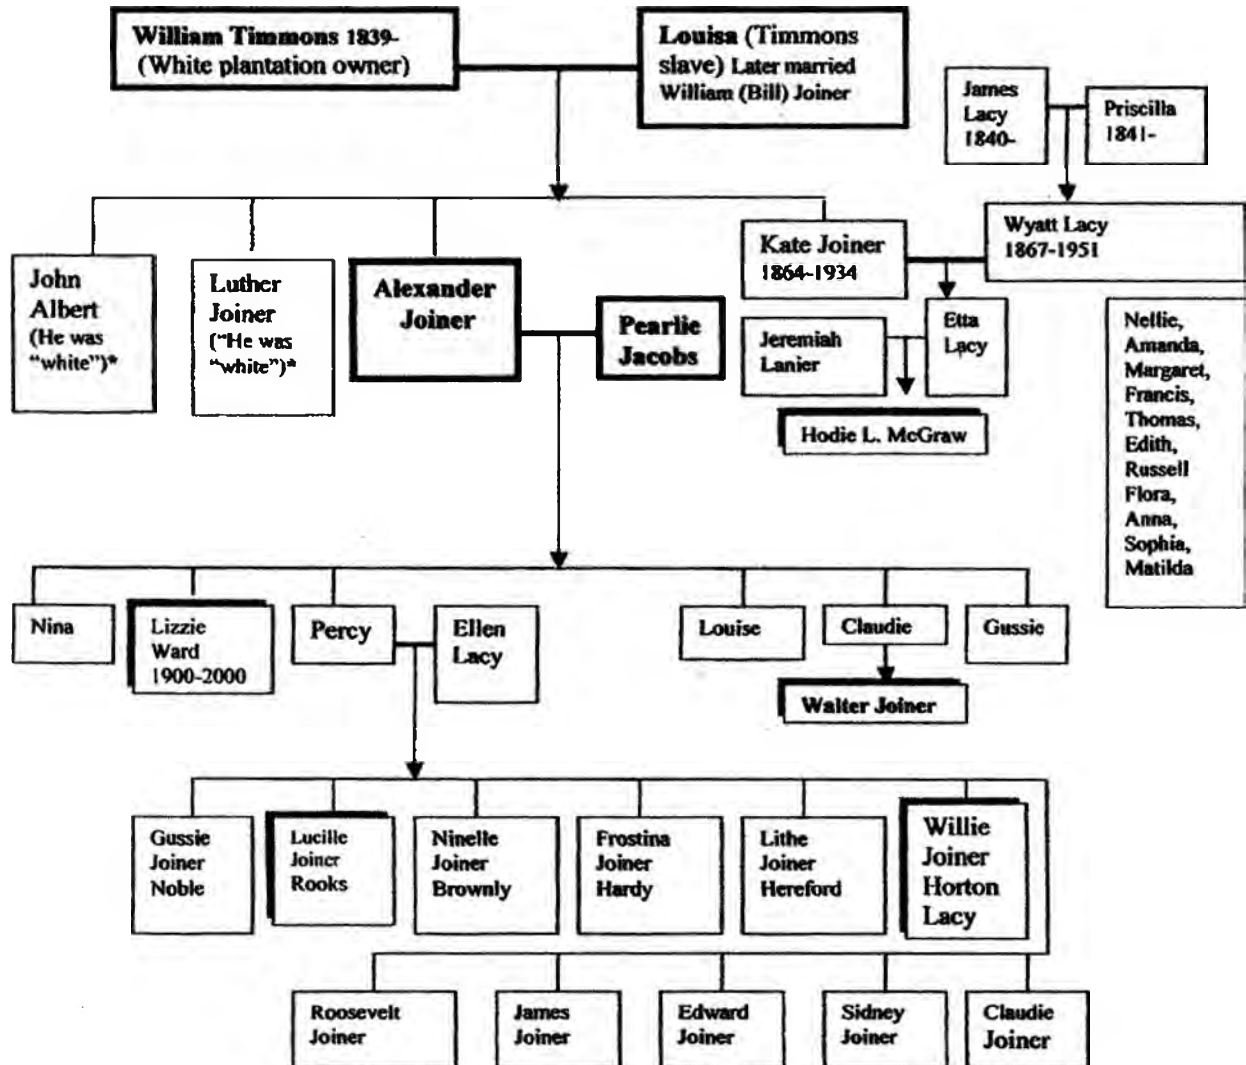 William Timmons 1839-
(White plantation owner)
Louisa (Timmons
slave) Later married
William (Bill) Joiner
James
Lacy
1840-
Priscilla
1841-
John
Albert
(He was
“white”)*
Luther
Joiner
(“He was
“white”)*
Alexander
Joiner
Pearlie
Jacobs
Kate Joiner
1864-1934
Wyatt Lacy
1867-1951
Jeremiah
Lanier
Etta
Lacy
Hodie L. McGraw
Nellie,
Amanda,
Margaret,
Francis,
Thomas,
Edith,
Russell
Flora,
Anna,
Sophia,
Matilda
Nina
Lizzie
Ward
1900-2000
Percy
Ellen
Lacy
Louise
Claudie
Gussie
Walter Joiner
Gussie
Joiner
Noble
Lucille
Joiner
Rooks
Ninelle
Joiner
Brownly
Frostina
Joiner
Hardy
Lithe
Joiner
Hereford
Willie
Joiner
Horton
Lacy
Roosevelt
Joiner
James
Joiner
Edward
Joiner
Sidney
Joiner
Claudie
Joiner